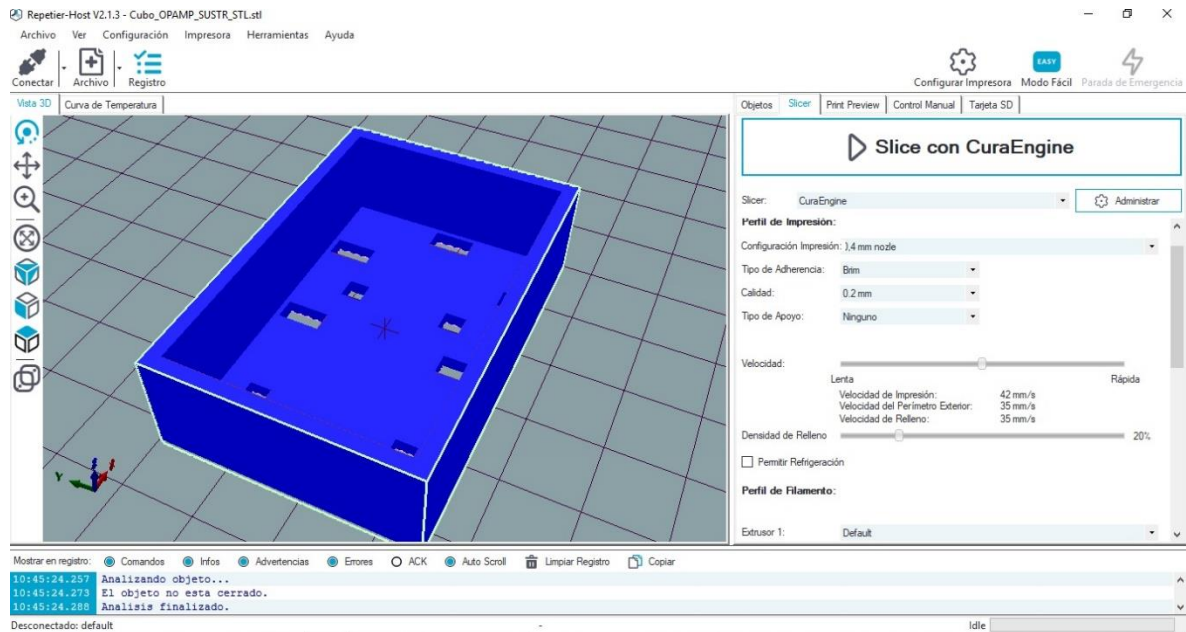 Repetier-Host V2.1.3 - Cubo_OPAMP_SUSTR_STL.stl
Archivo Ver Configuración Impresora Herramientas Ayuda
Conectar Archivo Registro Configurar Impresora EASY Modo Fácil Parada de Emergencia
Vista 3D Curva de Temperatura
Objetos Slicer Print Preview Control Manual Tarjeta SD
Slice con CuraEngine
Slicer: CuraEngine Administrar
Perfil de Impresión:
Configuración Impresión: ),4 mm nozle
Tipo de Adherencia: Brim
Calidad: 0.2 mm
Tipo de Apoyo: Ninguno
Velocidad:
Lenta Rápida
Velocidad de Impresión: 42 mm/s
Velocidad del Perímetro Exterior: 35 mm/s
Velocidad de Relleno: 35 mm/s
Densidad de Relleno 20%
Permitir Refrigeración
Perfil de Filamento:
Extrusor 1: Default
Y
Mostrar en registro: Comandos Infos Advertencias Errores ACK Auto Scroll Limpiar Registro Copiar
10:45:24.257 Analizando objeto...
10:45:24.273 El objeto no esta cerrado.
10:45:24.288 Analisis finalizado.
Desconectado: default - Idle